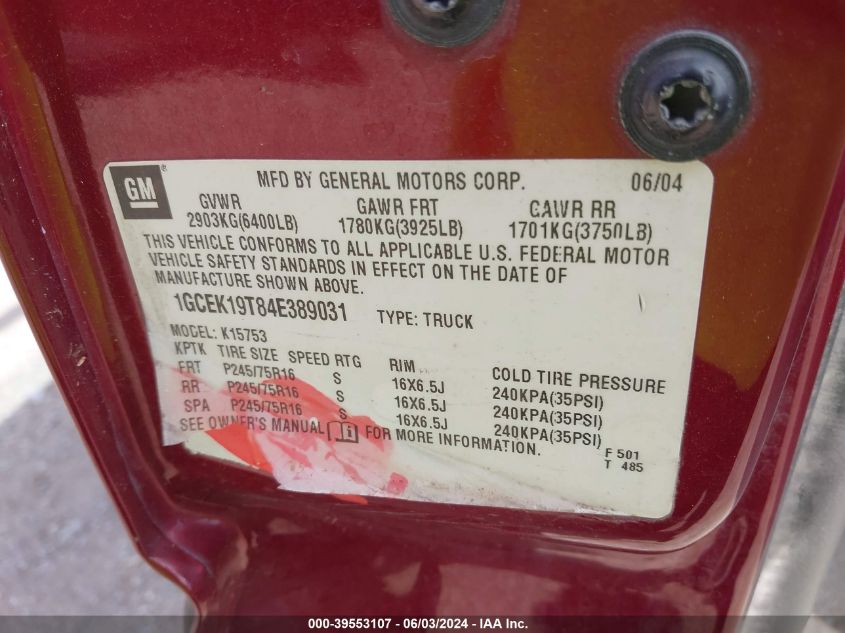 GM
MFD BY GENERAL MOTORS CORP. 06/04
GVWR GAWR FRT GAWR RR
2903KG(6400LB) 1780KG(3925LB) 1701KG(3750LB)
THIS VEHICLE CONFORMS TO ALL APPLICABLE U.S. FEDERAL MOTOR
VEHICLE SAFETY STANDARDS IN EFFECT ON THE DATE OF
MANUFACTURE SHOWN ABOVE.
1GCEK19T84E389031 TYPE: TRUCK
MODEL: K15753
KPTK TIRE SIZE SPEED RTG RIM COLD TIRE PRESSURE
FRT P245/75R16 S 16X6.5J 240KPA(35PSI)
RR P245/75R16 S 16X6.5J 240KPA(35PSI)
SPA P245/75R16 S 16X6.5J 240KPA(35PSI)
SEE OWNER'S MANUAL FOR MORE INFORMATION.
F 501
T 485
000-39553107 - 06/03/2024 - IAA Inc.